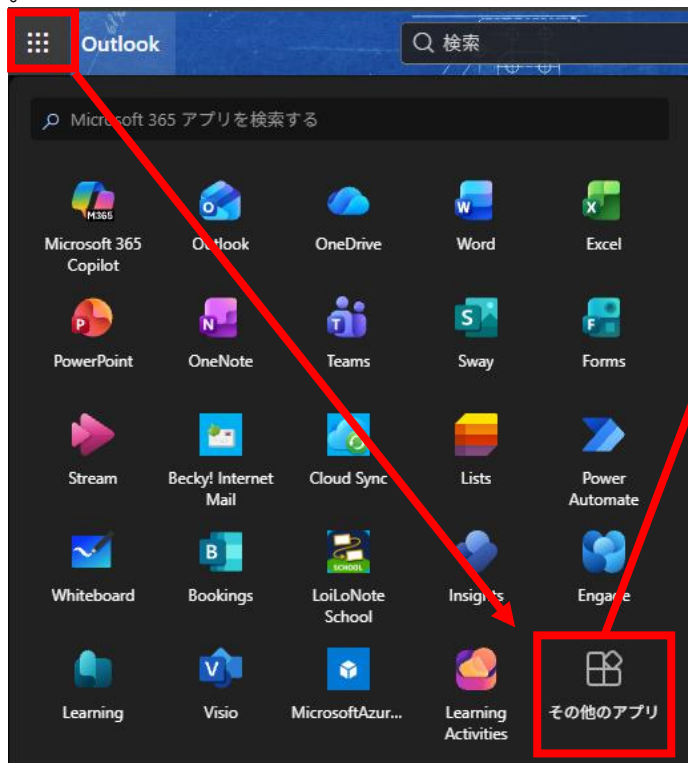 Outlook
検索
Microsoft 365 アプリを検索する
M365
Microsoft 365
Copilot
Outlook
OneDrive
Word
Excel
PowerPoint
OneNote
Teams
Sway
Forms
Stream
Becky! Internet
Mail
Cloud Sync
Lists
Power
Automate
SCHOOL
Whiteboard
Bookings
LoiLoNote
School
Insights
Engage
Learning
Visio
MicrosoftAzur...
Learning
Activities
その他のアプリ